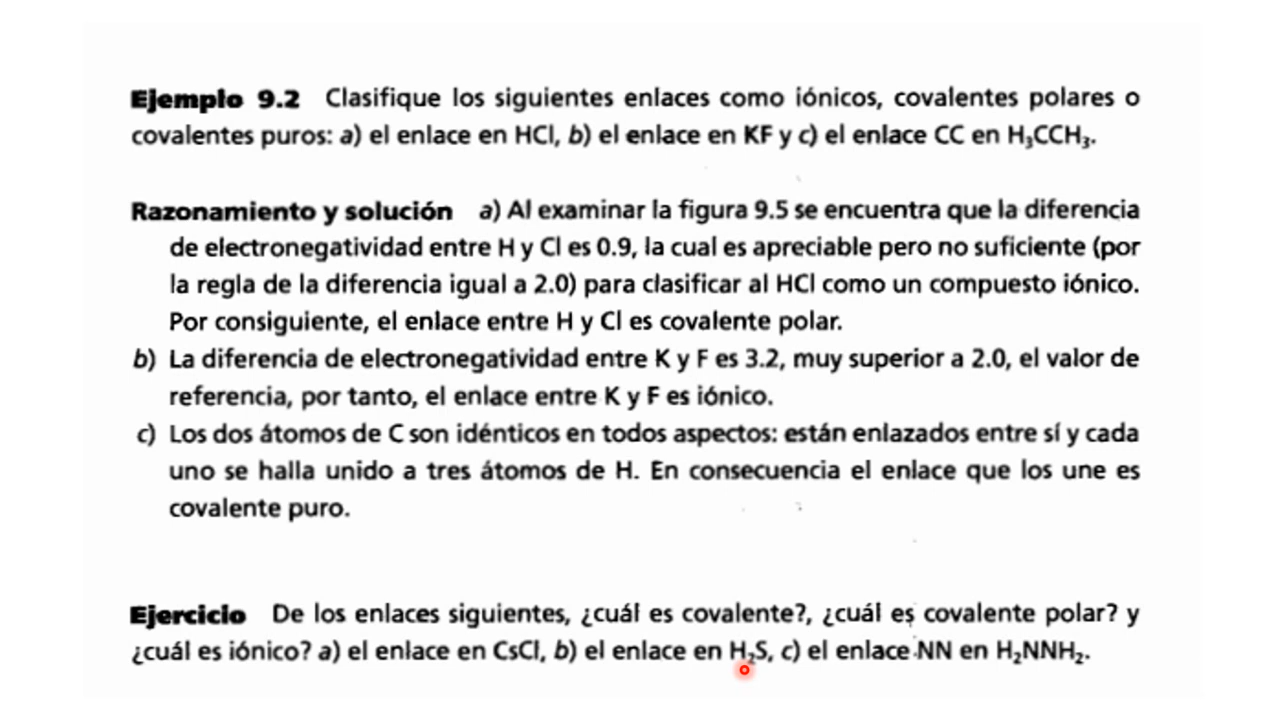 Ejemplo 9.2 Clasifique los siguientes enlaces como iónicos, covalentes polares o
covalentes puros: a) el enlace en HCl, b) el enlace en KF y c) el enlace CC en H₃CCH₃.
Razonamiento y solución a) Al examinar la figura 9.5 se encuentra que la diferencia
de electronegatividad entre H y Cl es 0.9, la cual es apreciable pero no suficiente (por
la regla de la diferencia igual a 2.0) para clasificar al HCl como un compuesto iónico.
Por consiguiente, el enlace entre H y Cl es covalente polar.
b) La diferencia de electronegatividad entre K y F es 3.2, muy superior a 2.0, el valor de
referencia, por tanto, el enlace entre K y F es iónico.
c) Los dos átomos de C son idénticos en todos aspectos: están enlazados entre sí y cada
uno se halla unido a tres átomos de H. En consecuencia el enlace que los une es
covalente puro.
Ejercicio De los enlaces siguientes, ¿cuál es covalente?, ¿cuál es covalente polar? y
¿cuál es iónico? a) el enlace en CsCl, b) el enlace en H₂S, c) el enlace NN en H₂NNH₂.